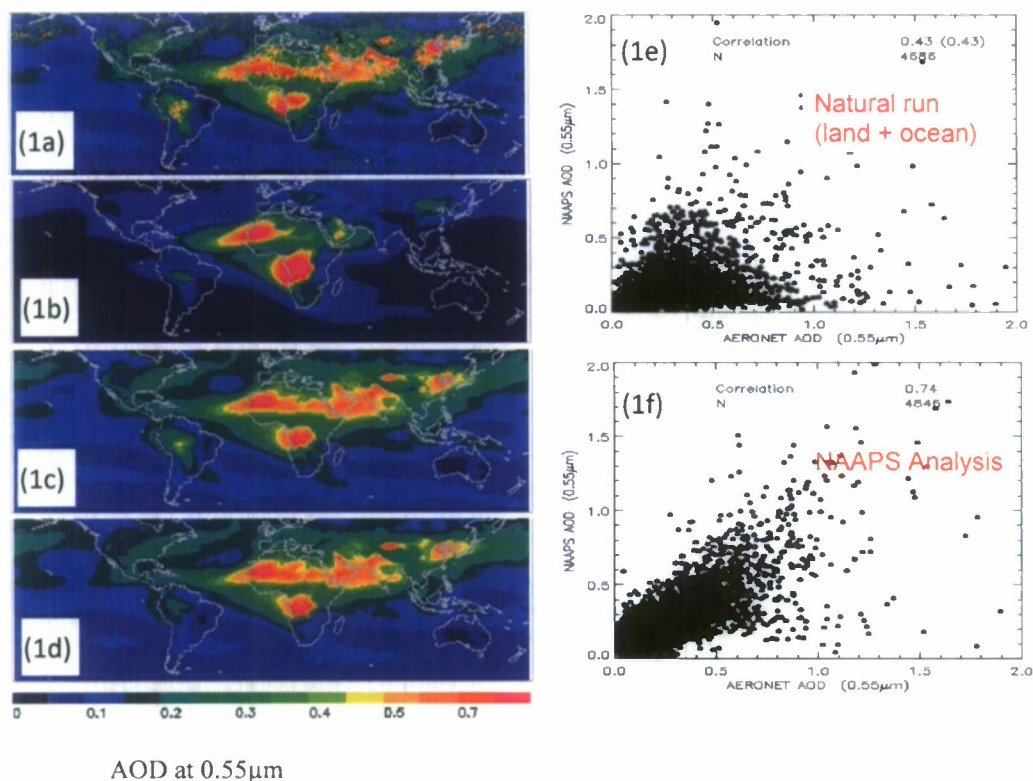 (1a)
(1b)
(1c)
(1d)
0 0.1 0.2 0.3 0.4 0.5 0.7
AOD at 0.55μm
(1e)
Correlation 0.43 (0.43)
N
Natural run
(land + ocean)
NAAPS AOD (0.55μm)
2.0
1.5
1.0
0.5
0.0
0.0 0.5 1.0 1.5 2.0
AERONET AOD (0.55μm)
(1f)
Correlation 0.74
N
NAAPS Analysis
NAAPS AOD (0.55μm)
2.0
1.5
1.0
0.5
0.0
0.0 0.5 1.0 1.5 2.0
AERONET AOD (0.55μm)